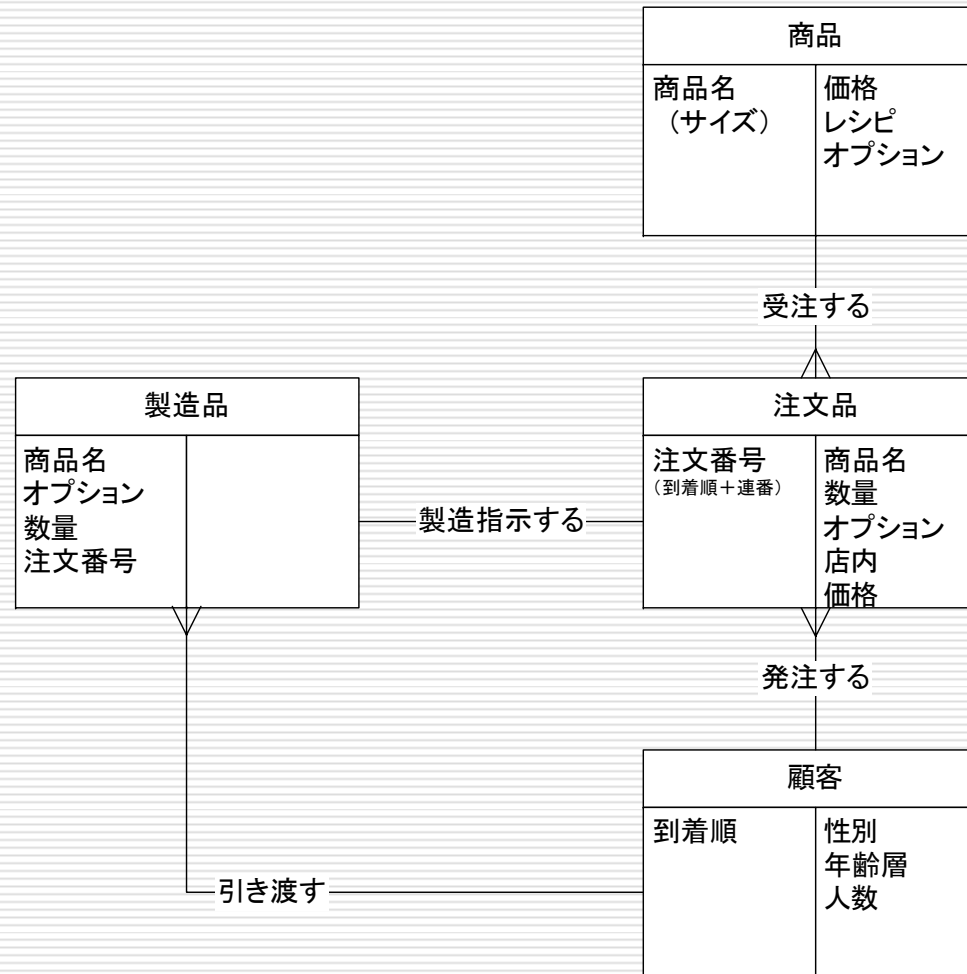 商品
商品名
（サイズ）
価格
レシピ
オプション
受注する
製造品
商品名
オプション
数量
注文番号
製造指示する
注文品
注文番号
（到着順＋連番）
商品名
数量
オプション
店内
価格
発注する
顧客
到着順
性別
年齢層
人数
引き渡す